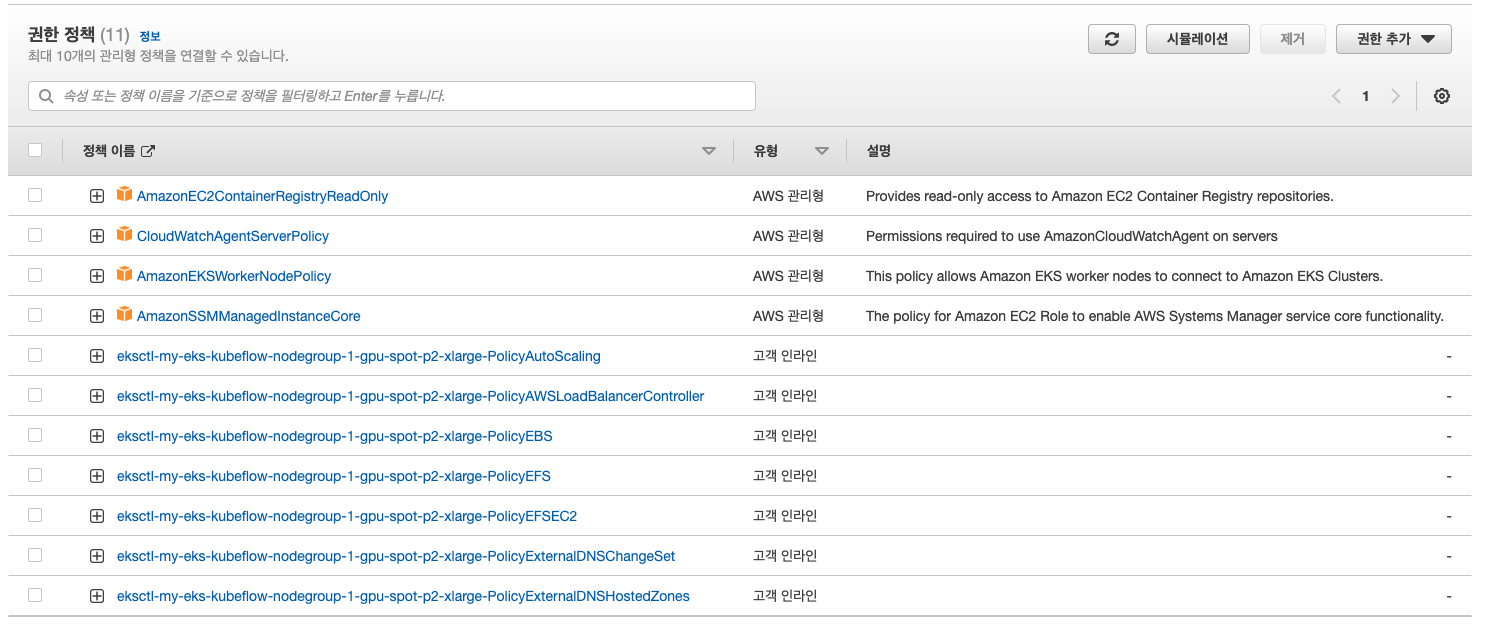 권한 정책 (11) 정보
최대 10개의 관리형 정책을 연결할 수 있습니다.
시뮬레이션 제거 권한 추가
속성 또는 정책 이름을 기준으로 정책을 필터링하고 Enter를 누릅니다.
1
정책 이름 유형 설명
AmazonEC2ContainerRegistryReadOnly AWS 관리형 Provides read-only access to Amazon EC2 Container Registry repositories.
CloudWatchAgentServerPolicy AWS 관리형 Permissions required to use AmazonCloudWatchAgent on servers
AmazonEKSWorkerNodePolicy AWS 관리형 This policy allows Amazon EKS worker nodes to connect to Amazon EKS Clusters.
AmazonSSMManagedInstanceCore AWS 관리형 The policy for Amazon EC2 Role to enable AWS Systems Manager service core functionality.
eksctl-my-eks-kubeflow-nodegroup-1-gpu-spot-p2-xlarge-PolicyAutoScaling 고객 인라인 -
eksctl-my-eks-kubeflow-nodegroup-1-gpu-spot-p2-xlarge-PolicyAWSLoadBalancerController 고객 인라인 -
eksctl-my-eks-kubeflow-nodegroup-1-gpu-spot-p2-xlarge-PolicyEBS 고객 인라인 -
eksctl-my-eks-kubeflow-nodegroup-1-gpu-spot-p2-xlarge-PolicyEFS 고객 인라인 -
eksctl-my-eks-kubeflow-nodegroup-1-gpu-spot-p2-xlarge-PolicyEFSEC2 고객 인라인 -
eksctl-my-eks-kubeflow-nodegroup-1-gpu-spot-p2-xlarge-PolicyExternalDNSChangeSet 고객 인라인 -
eksctl-my-eks-kubeflow-nodegroup-1-gpu-spot-p2-xlarge-PolicyExternalDNSHostedZones 고객 인라인 -